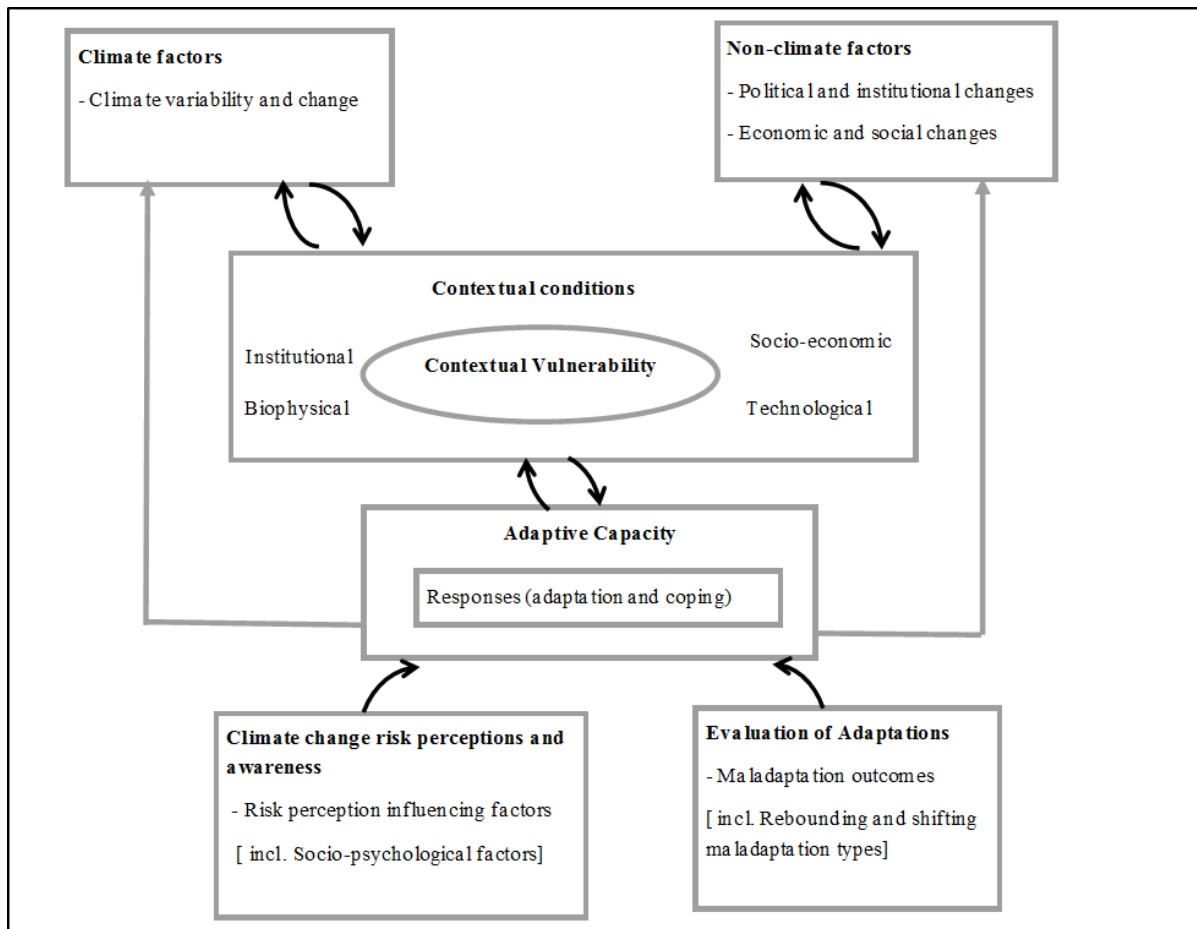 Climate factors
- Climate variability and change
Non-climate factors
- Political and institutional changes
- Economic and social changes
Contextual conditions
Institutional
Biophysical
Contextual Vulnerability
Socio-economic
Technological
Adaptive Capacity
Responses (adaptation and coping)
Climate change risk perceptions and
awareness
- Risk perception influencing factors
[ incl. Socio-psychological factors]
Evaluation of Adaptations
- Maladaptation outcomes
[ incl. Rebounding and shifting
maladaptation types]